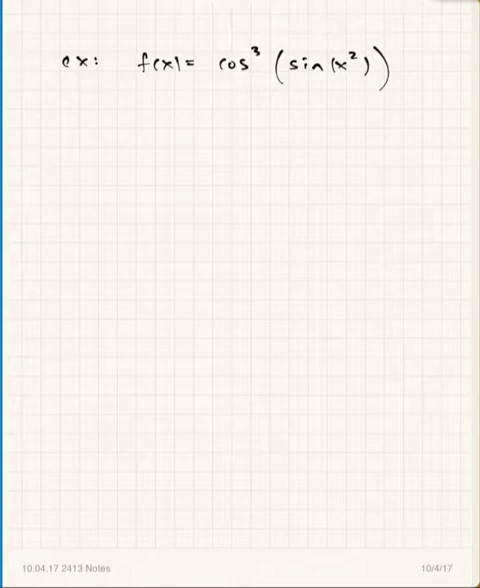 ex: f(x) = cos³ (sin(x²))
10.04.17 2413 Notes
10/4/17